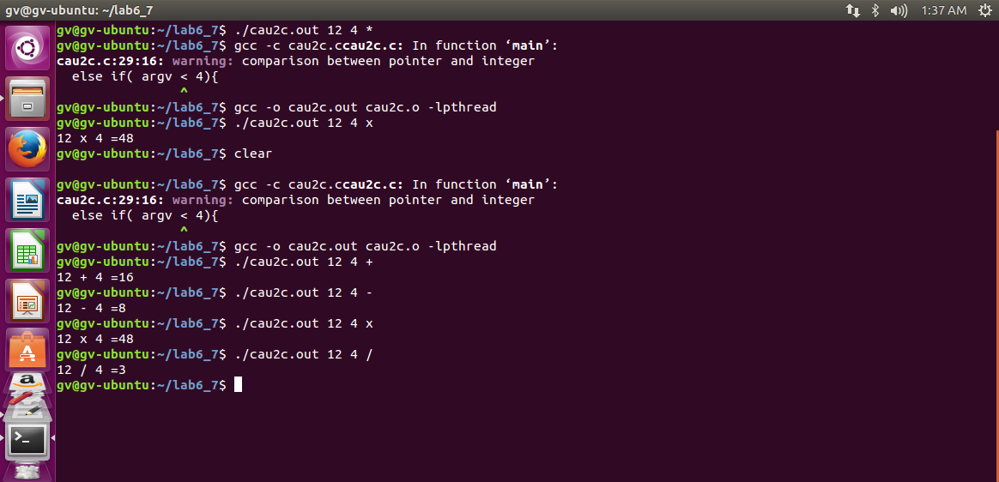 gv@gv-ubuntu: ~/lab6_7 1:37 AM
gv@gv-ubuntu:~/lab6_7$ ./cau2c.out 12 4 *
gv@gv-ubuntu:~/lab6_7$ gcc -c cau2c.ccau2c.c: In function ‘main’:
cau2c.c:29:16: warning: comparison between pointer and integer
  else if( argv < 4){
                ^
gv@gv-ubuntu:~/lab6_7$ gcc -o cau2c.out cau2c.o -lpthread
gv@gv-ubuntu:~/lab6_7$ ./cau2c.out 12 4 x
12 x 4 =48
gv@gv-ubuntu:~/lab6_7$ clear
gv@gv-ubuntu:~/lab6_7$ gcc -c cau2c.ccau2c.c: In function ‘main’:
cau2c.c:29:16: warning: comparison between pointer and integer
  else if( argv < 4){
                ^
gv@gv-ubuntu:~/lab6_7$ gcc -o cau2c.out cau2c.o -lpthread
gv@gv-ubuntu:~/lab6_7$ ./cau2c.out 12 4 +
12 + 4 =16
gv@gv-ubuntu:~/lab6_7$ ./cau2c.out 12 4 -
12 - 4 =8
gv@gv-ubuntu:~/lab6_7$ ./cau2c.out 12 4 x
12 x 4 =48
gv@gv-ubuntu:~/lab6_7$ ./cau2c.out 12 4 /
12 / 4 =3
gv@gv-ubuntu:~/lab6_7$